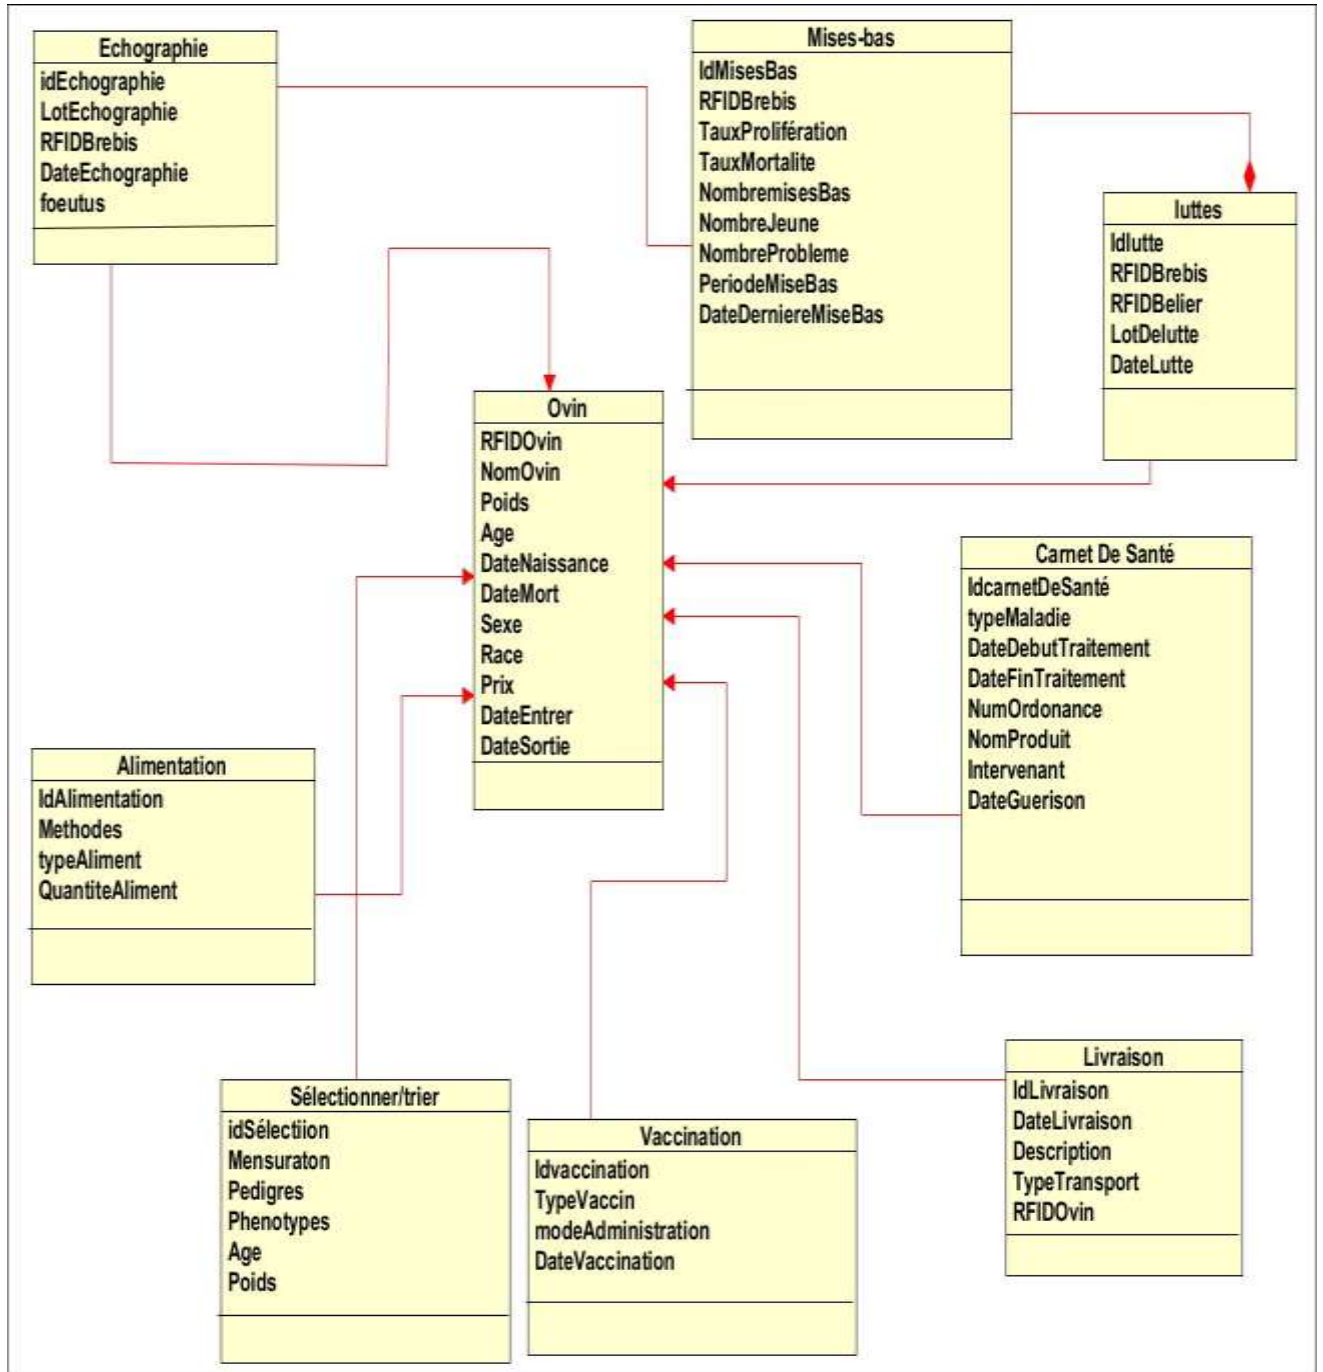 Echographie
idEchographie
LotEchographie
RFIDBrebis
DateEchographie
foeutus
Mises-bas
IdMisesBas
RFIDBrebis
TauxProlifération
TauxMortalite
NombremisesBas
NombreJeune
NombreProbleme
PeriodeMiseBas
DateDerniereMiseBas
luttes
Idlutte
RFIDBrebis
RFIDBelier
LotDelutte
DateLutte
Ovin
RFIDOvin
NomOvin
Poids
Age
DateNaissance
DateMort
Sexe
Race
Prix
DateEntrer
DateSortie
Carnet De Santé
IdcarnetDeSanté
typeMaladie
DateDebutTraitement
DateFinTraitement
NumOrdonance
NomProduit
Intervenant
DateGuerison
Alimentation
IdAlimentation
Methodes
typeAliment
QuantiteAliment
Sélectionner/trier
idSélectiion
Mensuraton
Pedigres
Phenotypes
Age
Poids
Vaccination
Idvaccination
TypeVaccin
modeAdministration
DateVaccination
Livraison
IdLivraison
DateLivraison
Description
TypeTransport
RFIDOvin